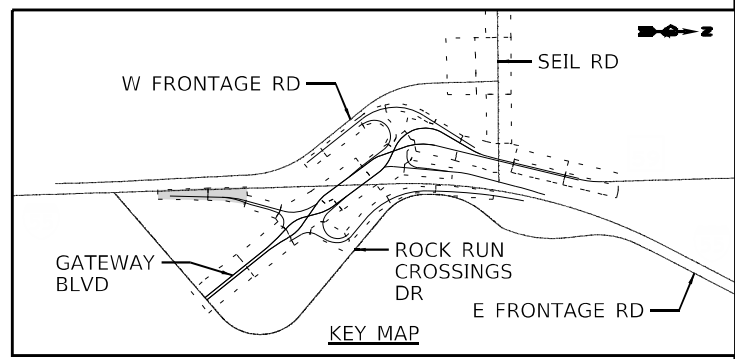 N
W FRONTAGE RD
SEIL RD
GATEWAY
BLVD
ROCK RUN
CROSSINGS
DR
E FRONTAGE RD
KEY MAP